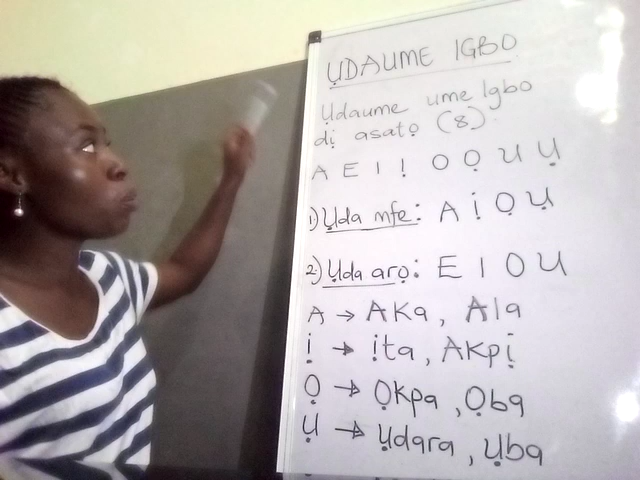 ỤDAUME IGBO
Ụdaume ume Igbo
dị asatọ (8).
A E I Ị O Ọ U Ụ
1) Ụda mfe: A Ị Ọ Ụ
2) Ụda arọ: E I O U
A → AKa, Ala
Ị → Ịta, AKpị
Ọ → Ọkpa, Ọba
Ụ → Ụdara, Ụba